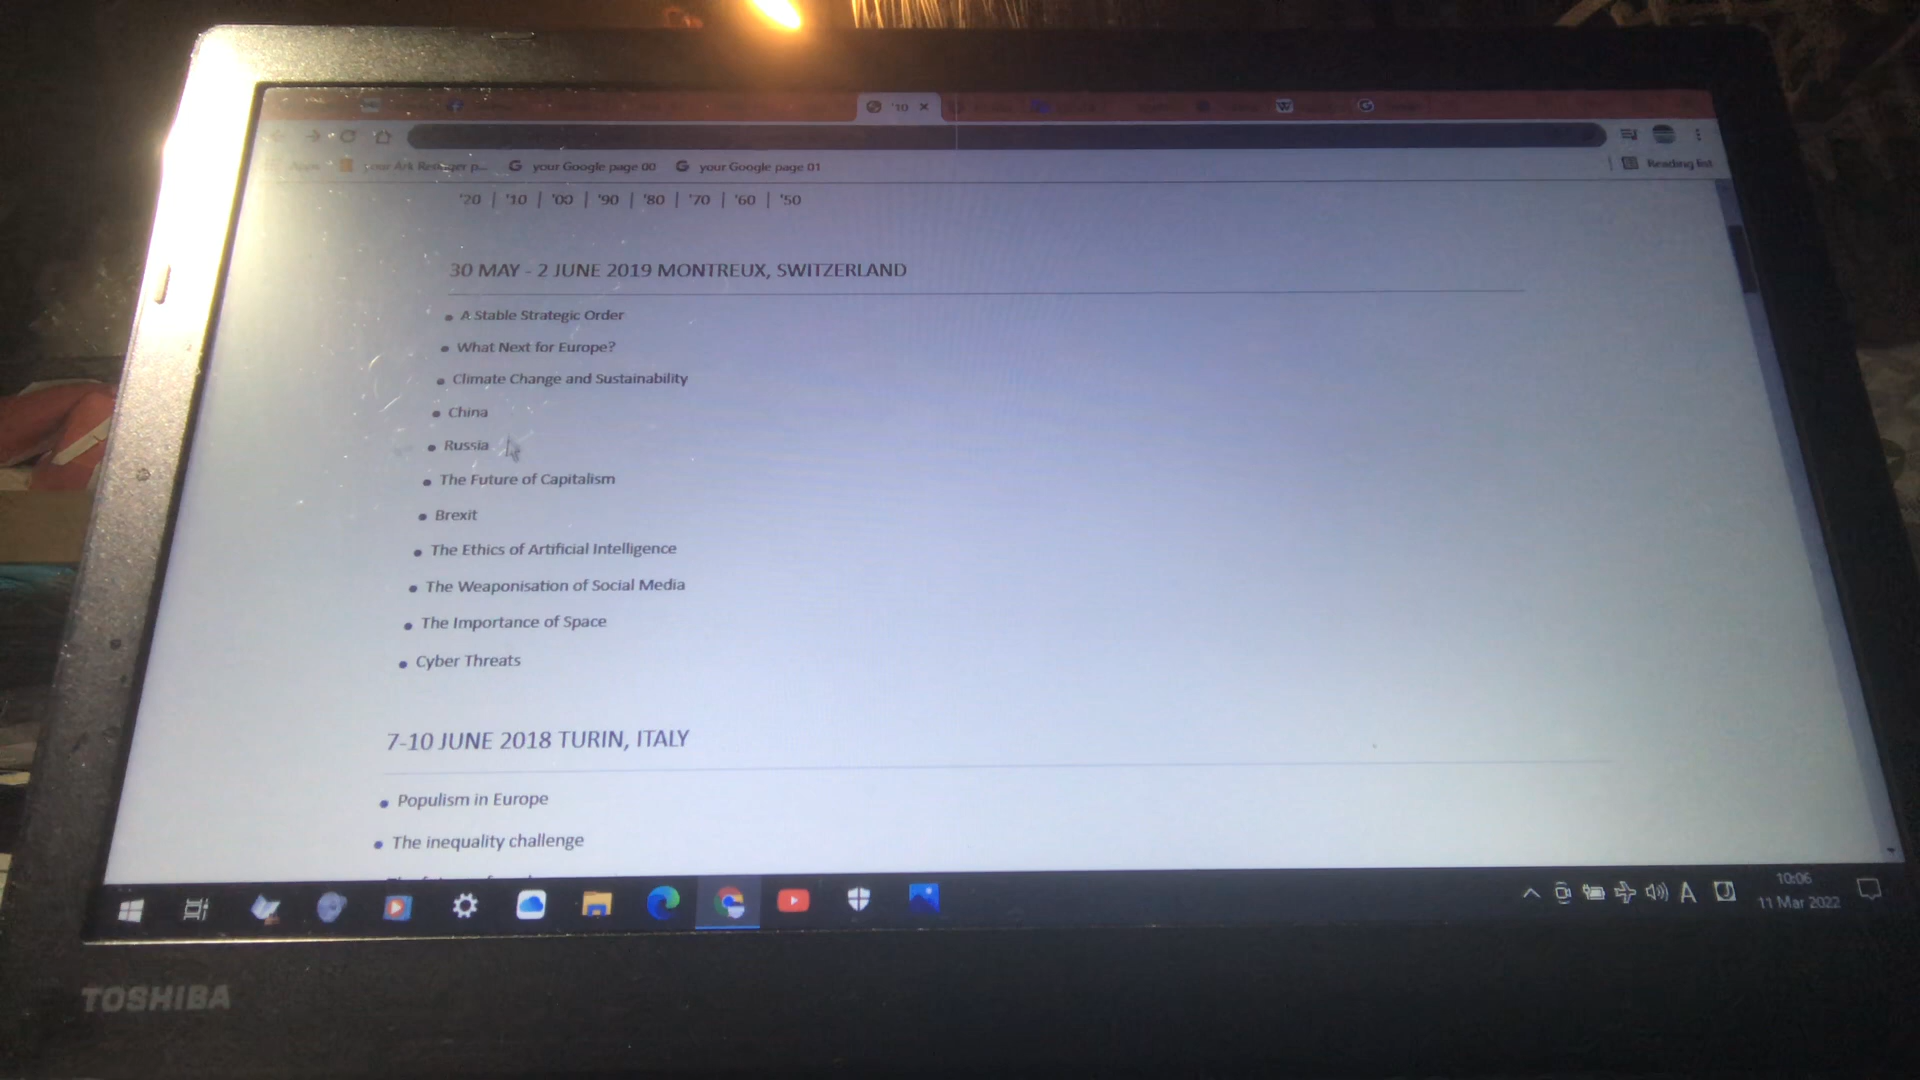 '10
your Google page 00
your Google page 01
Reading list
'20 | '10 | '00 | '90 | '80 | '70 | '60 | '50
30 MAY - 2 JUNE 2019 MONTREUX, SWITZERLAND
A Stable Strategic Order
What Next for Europe?
Climate Change and Sustainability
China
Russia
The Future of Capitalism
Brexit
The Ethics of Artificial Intelligence
The Weaponisation of Social Media
The Importance of Space
Cyber Threats
7-10 JUNE 2018 TURIN, ITALY
Populism in Europe
The inequality challenge
A
10:06
11 Mar 2022
TOSHIBA